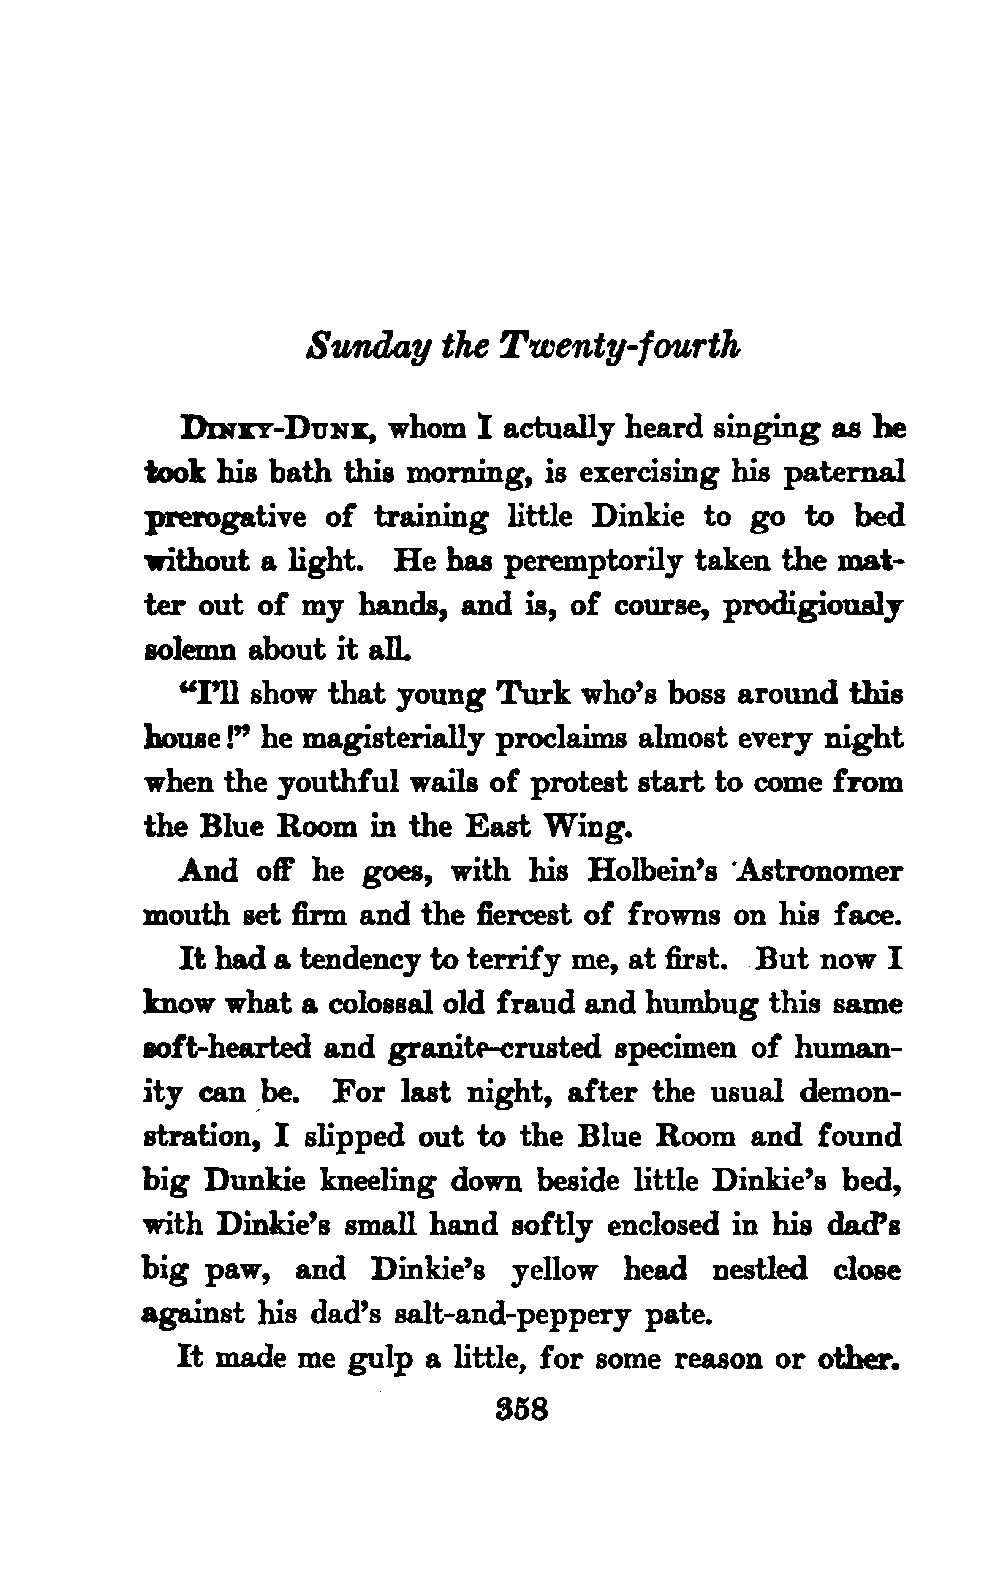 Sunday the Twenty-fourth
Dinky-Dunk, whom I actually heard singing as he
took his bath this morning, is exercising his paternal
prerogative of training little Dinkie to go to bed
without a light. He has peremptorily taken the mat-
ter out of my hands, and is, of course, prodigiously
solemn about it all.
“I’ll show that young Turk who’s boss around this
house!” he magisterially proclaims almost every night
when the youthful wails of protest start to come from
the Blue Room in the East Wing.
And off he goes, with his Holbein’s Astronomer
mouth set firm and the fiercest of frowns on his face.
It had a tendency to terrify me, at first. But now I
know what a colossal old fraud and humbug this same
soft-hearted and granite-crusted specimen of human-
ity can be. For last night, after the usual demon-
stration, I slipped out to the Blue Room and found
big Dunkie kneeling down beside little Dinkie’s bed,
with Dinkie’s small hand softly enclosed in his dad’s
big paw, and Dinkie’s yellow head nestled close
against his dad’s salt-and-peppery pate.
It made me gulp a little, for some reason or other.
358